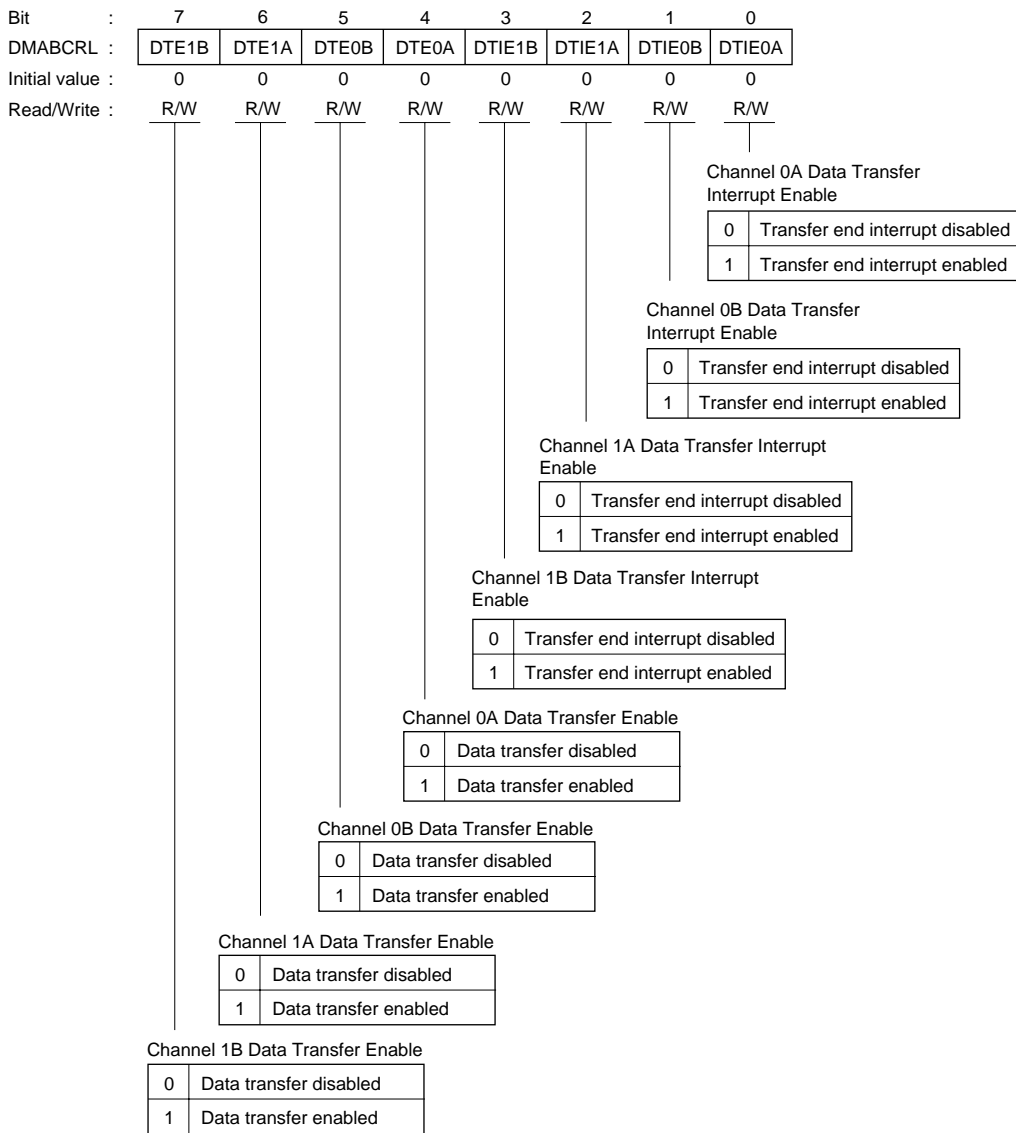 Bit : 7 6 5 4 3 2 1 0
DMABCRL : DTE1B DTE1A DTE0B DTE0A DTIE1B DTIE1A DTIE0B DTIE0A
Initial value : 0 0 0 0 0 0 0 0
Read/Write : R/W R/W R/W R/W R/W R/W R/W R/W
Channel 0A Data Transfer
Interrupt Enable
0 Transfer end interrupt disabled
1 Transfer end interrupt enabled
Channel 0B Data Transfer
Interrupt Enable
0 Transfer end interrupt disabled
1 Transfer end interrupt enabled
Channel 1A Data Transfer Interrupt
Enable
0 Transfer end interrupt disabled
1 Transfer end interrupt enabled
Channel 1B Data Transfer Interrupt
Enable
0 Transfer end interrupt disabled
1 Transfer end interrupt enabled
Channel 0A Data Transfer Enable
0 Data transfer disabled
1 Data transfer enabled
Channel 0B Data Transfer Enable
0 Data transfer disabled
1 Data transfer enabled
Channel 1A Data Transfer Enable
0 Data transfer disabled
1 Data transfer enabled
Channel 1B Data Transfer Enable
0 Data transfer disabled
1 Data transfer enabled